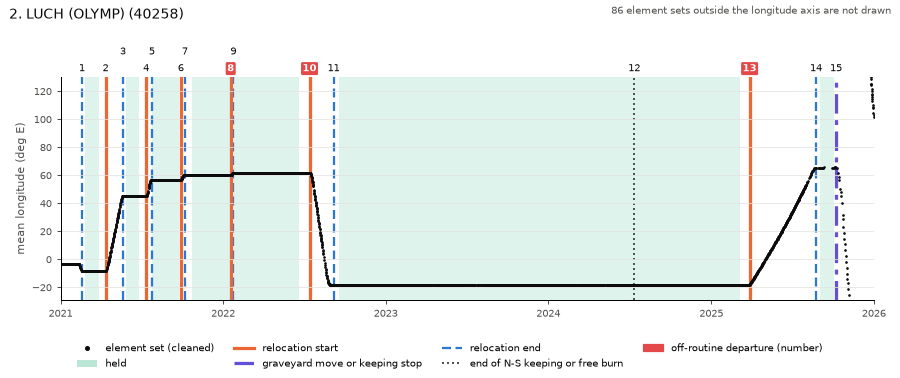 2. LUCH (OLYMP) (40258)
86 element sets outside the longitude axis are not drawn
3 5 7 9
1 2 4 6 8 10 11 12 13 14 15
mean longitude (deg E)
120
100
80
60
40
20
0
−20
2021 2022 2023 2024 2025 2026
element set (cleaned) relocation start relocation end off-routine departure (number)
held graveyard move or keeping stop end of N-S keeping or free burn